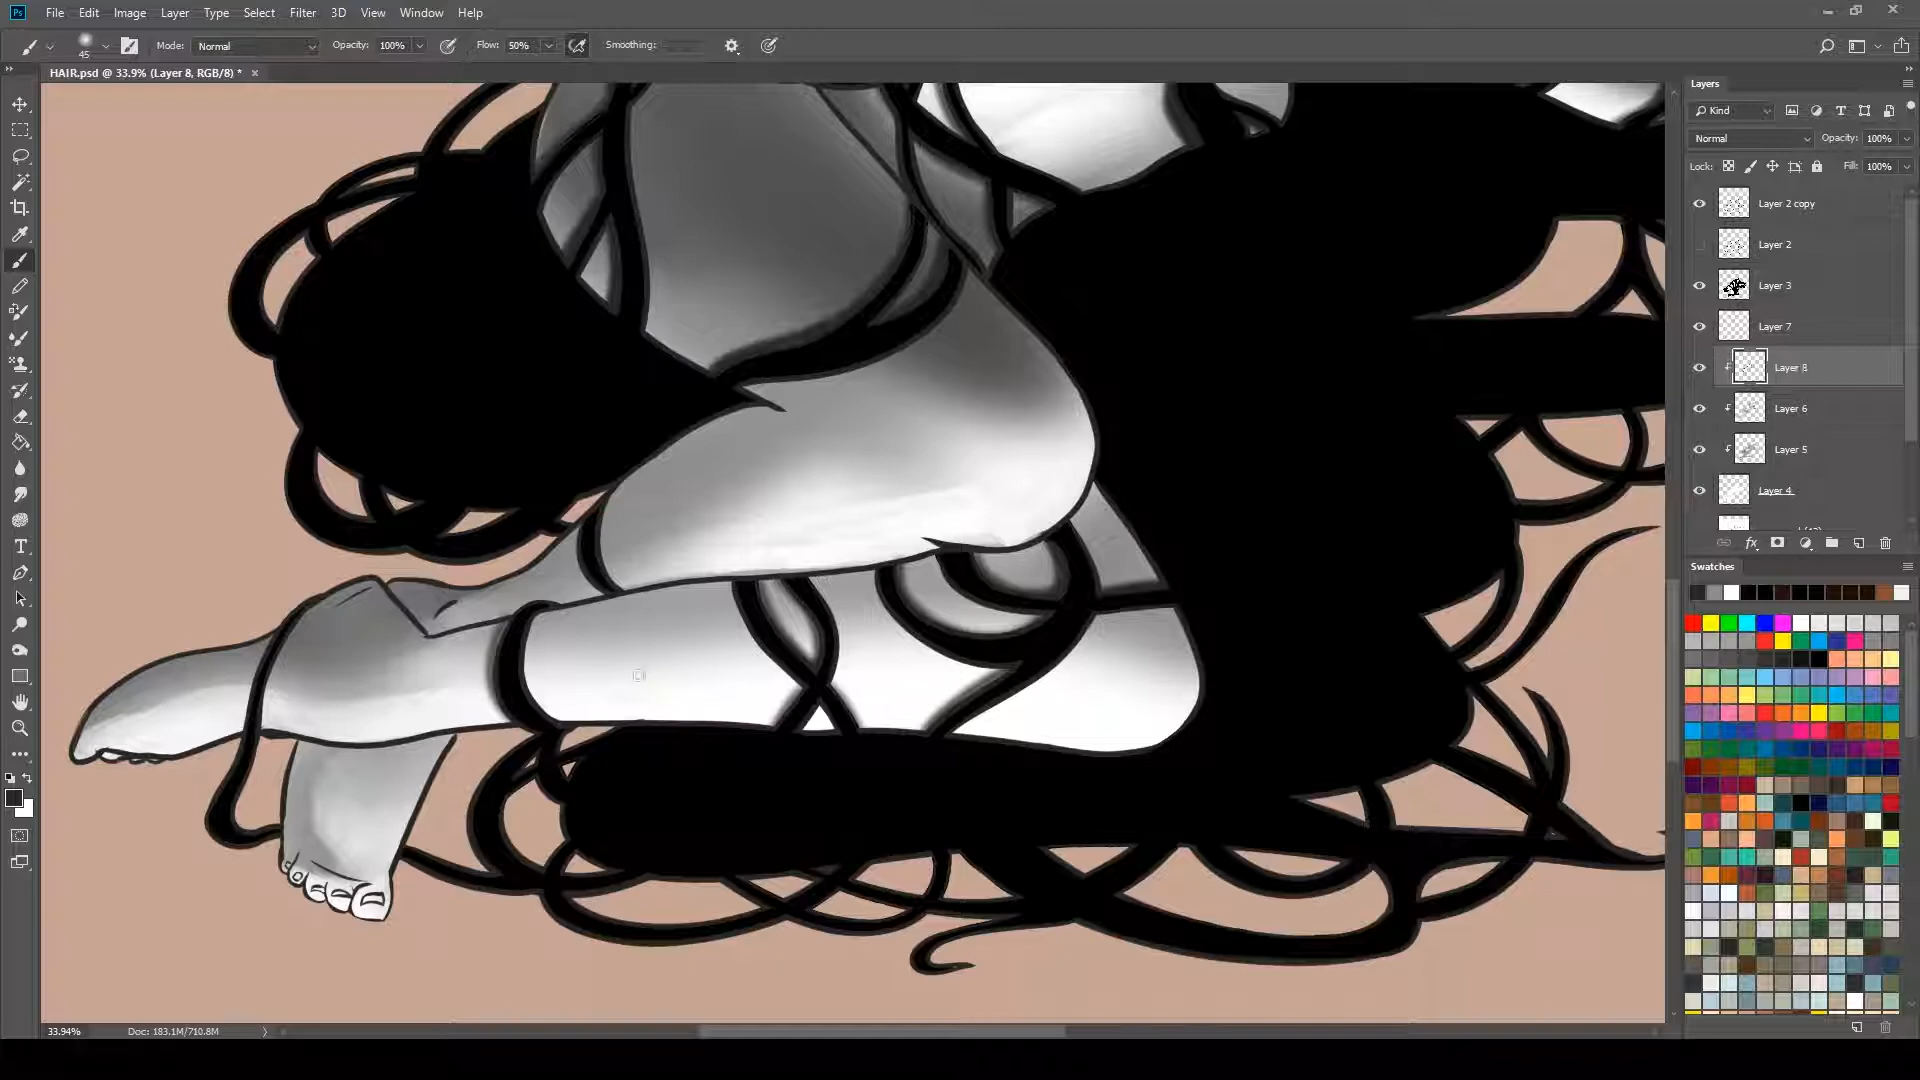 Ps File Edit Image Layer Type Select Filter 3D View Window Help
45 Mode: Normal Opacity: 100% Flow: 50% Smoothing:
HAIR.psd @ 33.9% (Layer 8, RGB/8) *
Layers
Kind
Normal Opacity: 100%
Lock: Fill: 100%
Layer 2 copy
Layer 2
Layer 3
Layer 7
Layer 8
Layer 6
Layer 5
Layer 4
fx
Swatches
33.94% Doc: 183.1M/710.8M